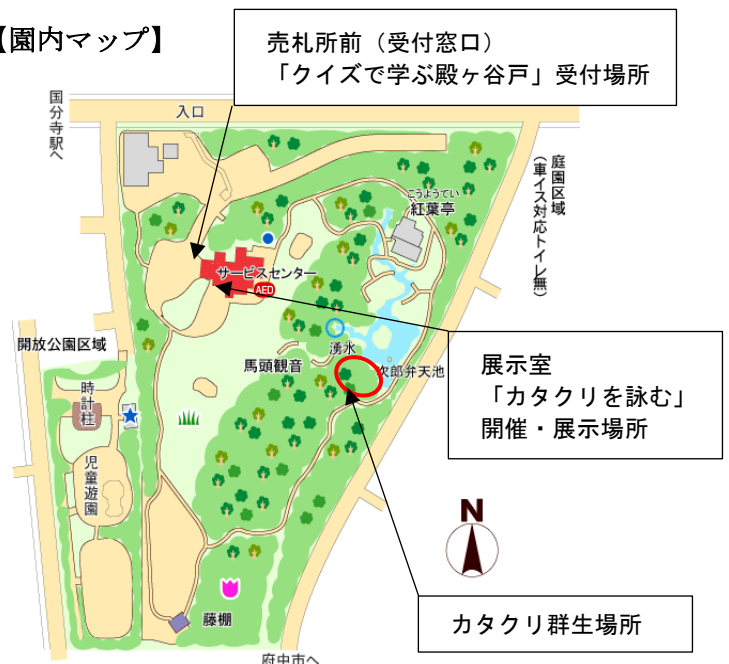 【園内マップ】
売札所前（受付窓口）
「クイズで学ぶ殿ヶ谷戸」受付場所
国分寺駅へ
入口
庭園区域
（車イス対応トイレ無）
こうようてい
紅葉亭
サービスセンター
AED
開放公園区域
湧水
馬頭観音
次郎弁天池
展示室
「カタクリを詠む」
開催・展示場所
時計柱
児童遊園
N
藤棚
カタクリ群生場所
府中市へ